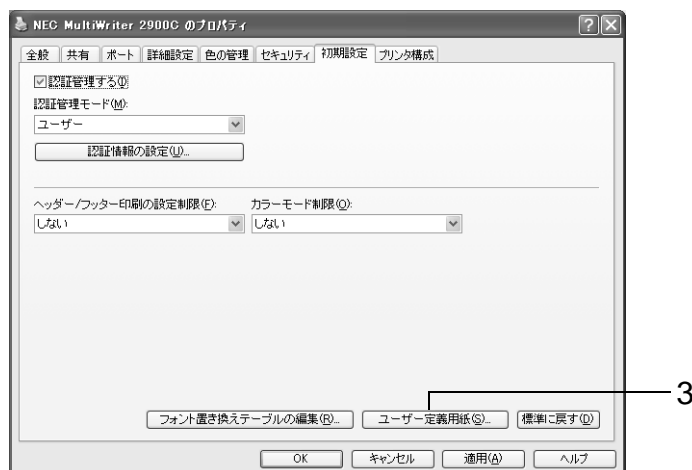 NEC MultiWriter 2900C のプロパティ
全般 共有 ポート 詳細設定 色の管理 セキュリティ 初期設定 プリンタ構成
認証管理する(I)
認証管理モード(M):
ユーザー
認証情報の設定(U)...
ヘッダー/フッター印刷の設定制限(F): カラーモード制限(O):
しない しない
フォント置き換えテーブルの編集(R)... ユーザー定義用紙(S)... 標準に戻す(D)
3
OK キャンセル 適用(A) ヘルプ